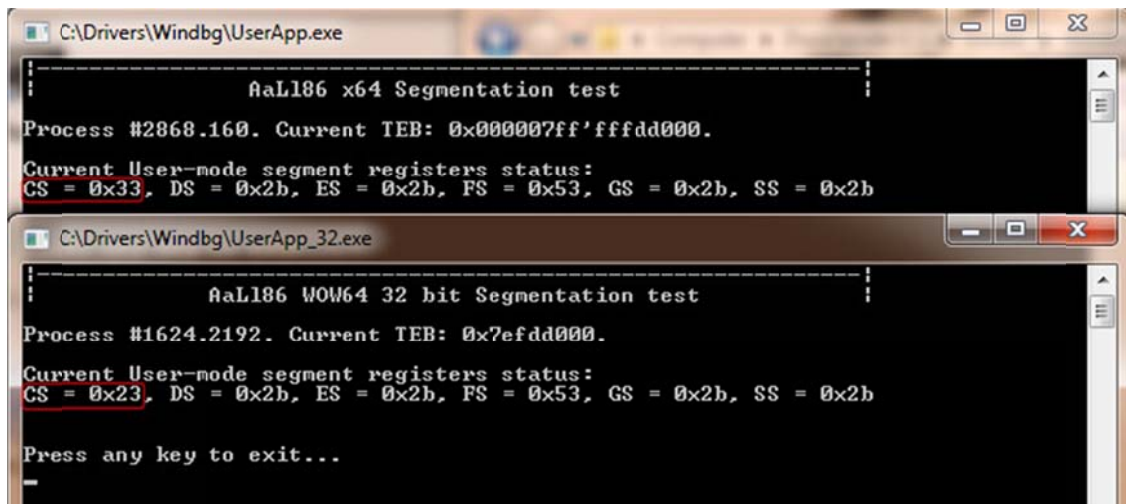 C:\Drivers\Windbg\UserApp.exe
AaLl86 x64 Segmentation test
Process #2868.160. Current TEB: 0x000007ff'fffdd000.
Current User-mode segment registers status:
CS = 0x33, DS = 0x2b, ES = 0x2b, FS = 0x53, GS = 0x2b, SS = 0x2b
C:\Drivers\Windbg\UserApp_32.exe
AaLl86 WOW64 32 bit Segmentation test
Process #1624.2192. Current TEB: 0x7efdd000.
Current User-mode segment registers status:
CS = 0x23, DS = 0x2b, ES = 0x2b, FS = 0x53, GS = 0x2b, SS = 0x2b
Press any key to exit...